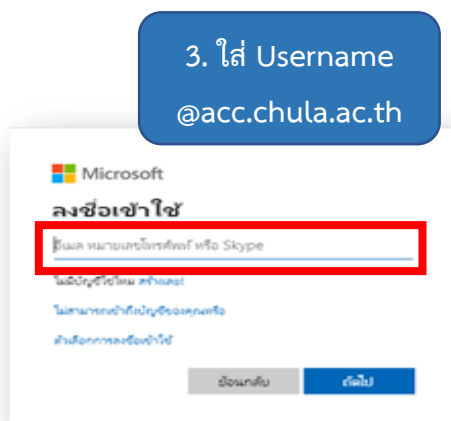 3. ใส่ Username
@acc.chula.ac.th
Microsoft
ลงชื่อเข้าใช้
อีเมล หมายเลขโทรศัพท์ หรือ Skype
ไม่มีบัญชีใช่ไหม สร้างเลย!
ไม่สามารถเข้าถึงบัญชีของคุณหรือ
ตัวเลือกการลงชื่อเข้าใช้
ย้อนกลับ
ถัดไป